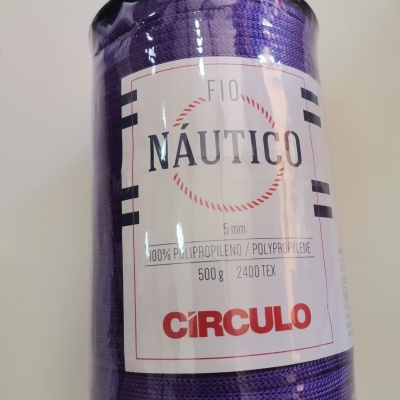 FIO
NÁUTICO
5 mm
100% POLIPROPILENO / POLYPROPYLENE
500 g 2400 TEX
CÍRCULO